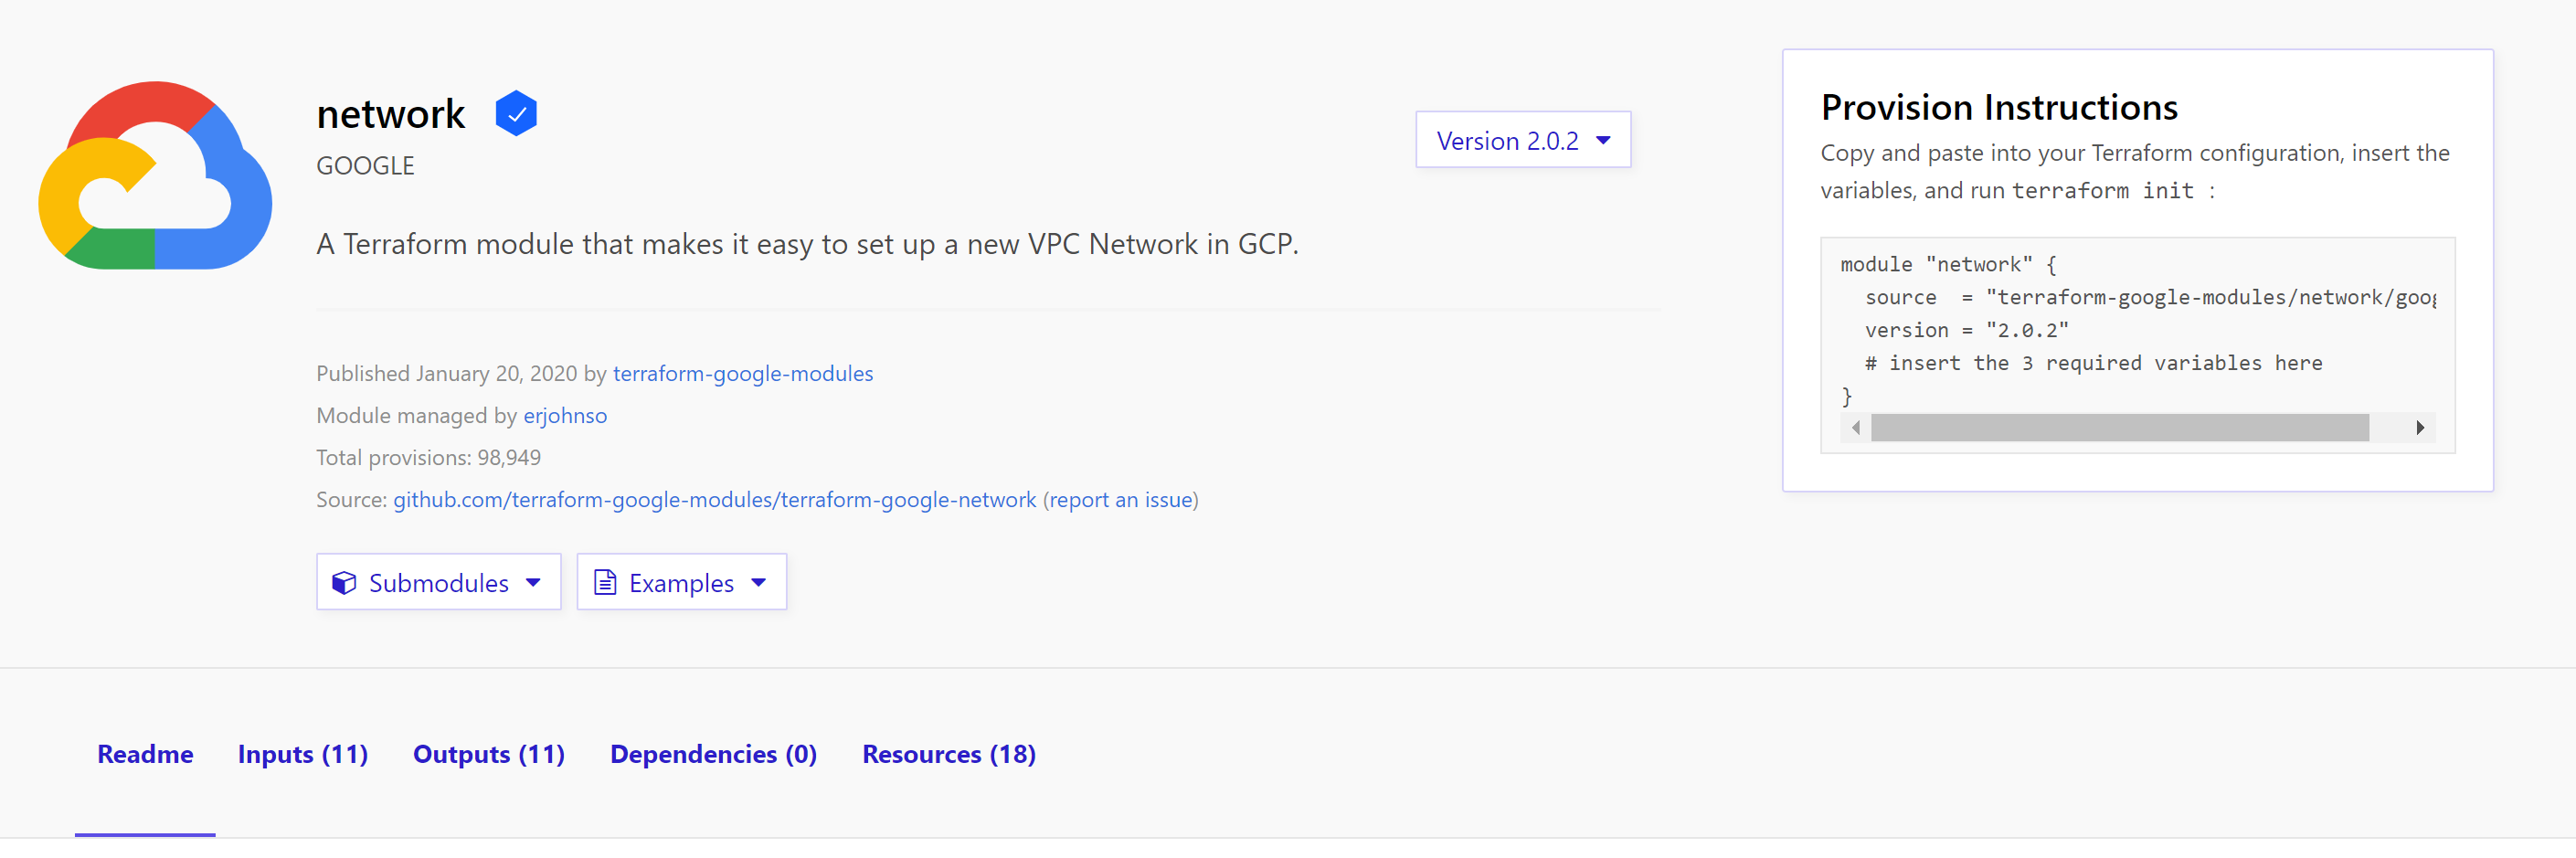 network
GOOGLE
Version 2.0.2
A Terraform module that makes it easy to set up a new VPC Network in GCP.
Published January 20, 2020 by terraform-google-modules
Module managed by erjohnso
Total provisions: 98,949
Source: github.com/terraform-google-modules/terraform-google-network (report an issue)
Submodules
Examples
Provision Instructions
Copy and paste into your Terraform configuration, insert the
variables, and run terraform init :
module "network" {
  source  = "terraform-google-modules/network/goog
  version = "2.0.2"
  # insert the 3 required variables here
}
Readme Inputs (11) Outputs (11) Dependencies (0) Resources (18)